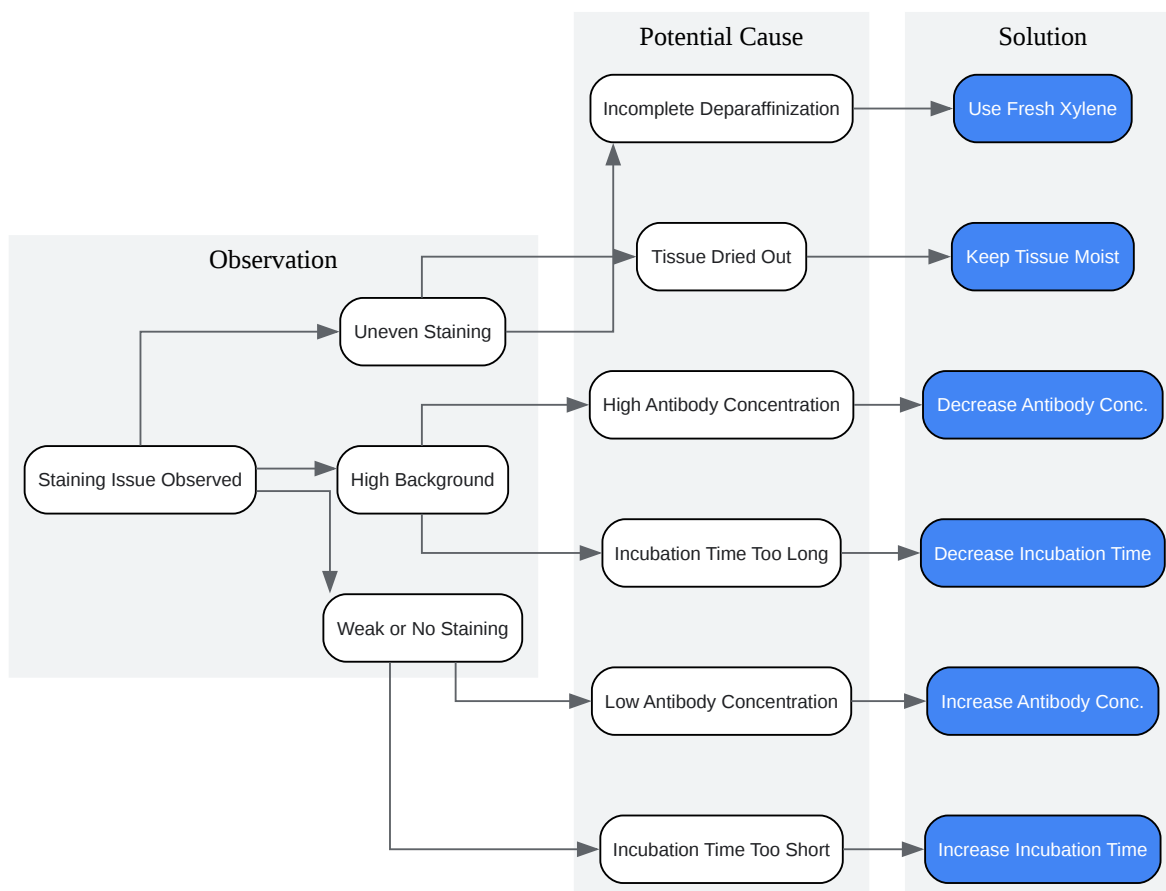 Potential Cause
Solution
Incomplete Deparaffinization
Use Fresh Xylene
Tissue Dried Out
Keep Tissue Moist
Observation
Uneven Staining
High Antibody Concentration
Decrease Antibody Conc.
Staining Issue Observed
High Background
Incubation Time Too Long
Decrease Incubation Time
Weak or No Staining
Low Antibody Concentration
Increase Antibody Conc.
Incubation Time Too Short
Increase Incubation Time